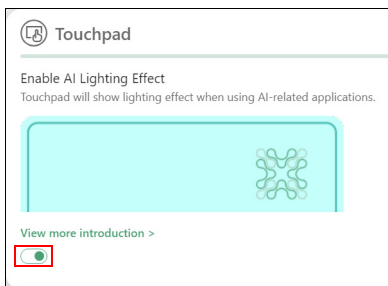 Touchpad
Enable AI Lighting Effect
Touchpad will show lighting effect when using AI-related applications.
View more introduction >